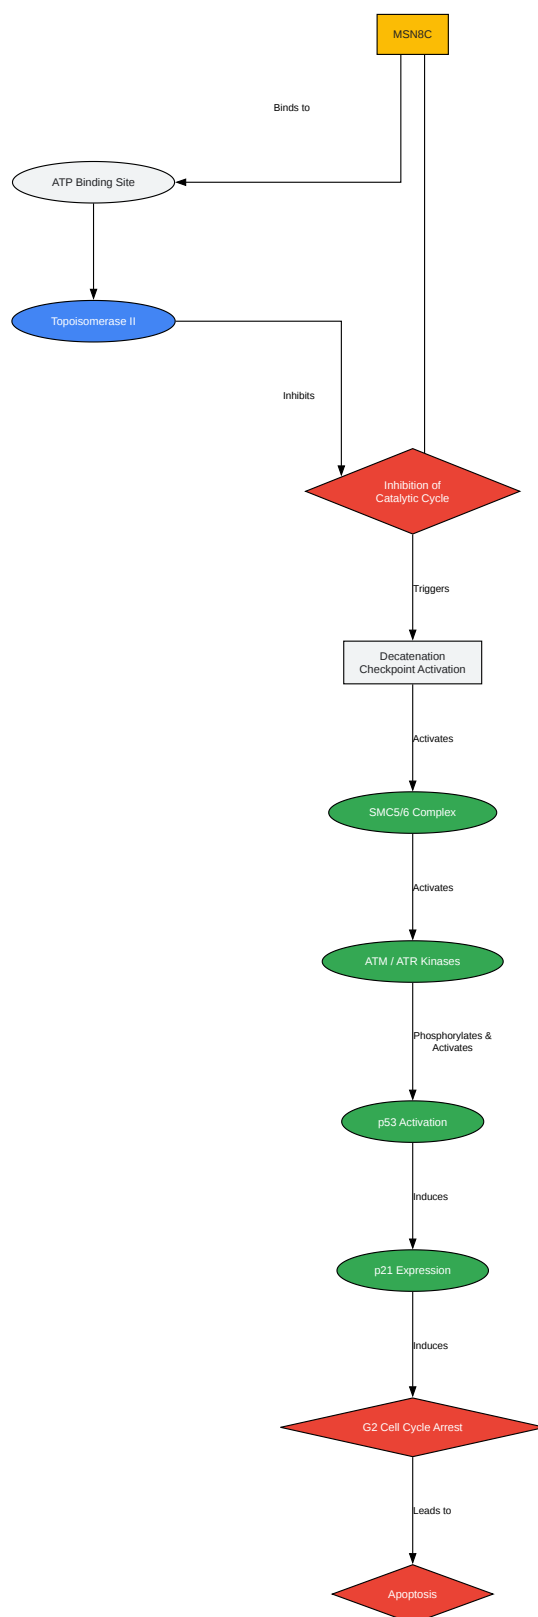 MSN8C
Binds to
ATP Binding Site
Topoisomerase II
Inhibits
Inhibition of
Catalytic Cycle
Triggers
Decatenation
Checkpoint Activation
Activates
SMC5/6 Complex
Activates
ATM / ATR Kinases
Phosphorylates &
Activates
p53 Activation
Induces
p21 Expression
Induces
G2 Cell Cycle Arrest
Leads to
Apoptosis